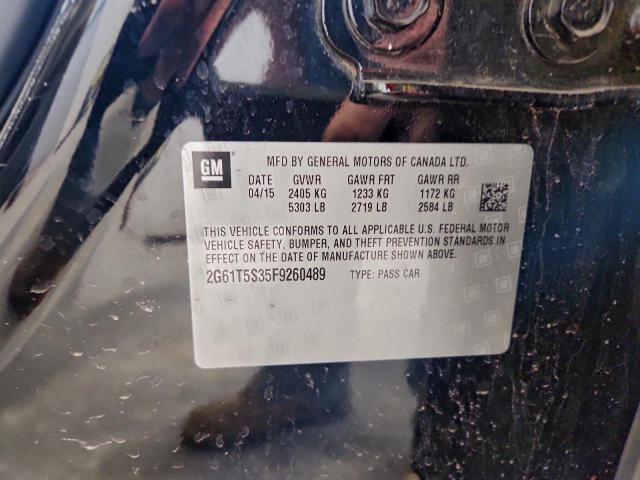 GM
MFD BY GENERAL MOTORS OF CANADA LTD.
DATE GVWR GAWR FRT GAWR RR
04/15 2405 KG 1233 KG 1172 KG
5303 LB 2719 LB 2584 LB
THIS VEHICLE CONFORMS TO ALL APPLICABLE U.S. FEDERAL MOTOR
VEHICLE SAFETY, BUMPER, AND THEFT PREVENTION STANDARDS IN
EFFECT ON THE DATE OF MANUFACTURE SHOWN ABOVE.
2G61T5S35F9260489 TYPE: PASS CAR